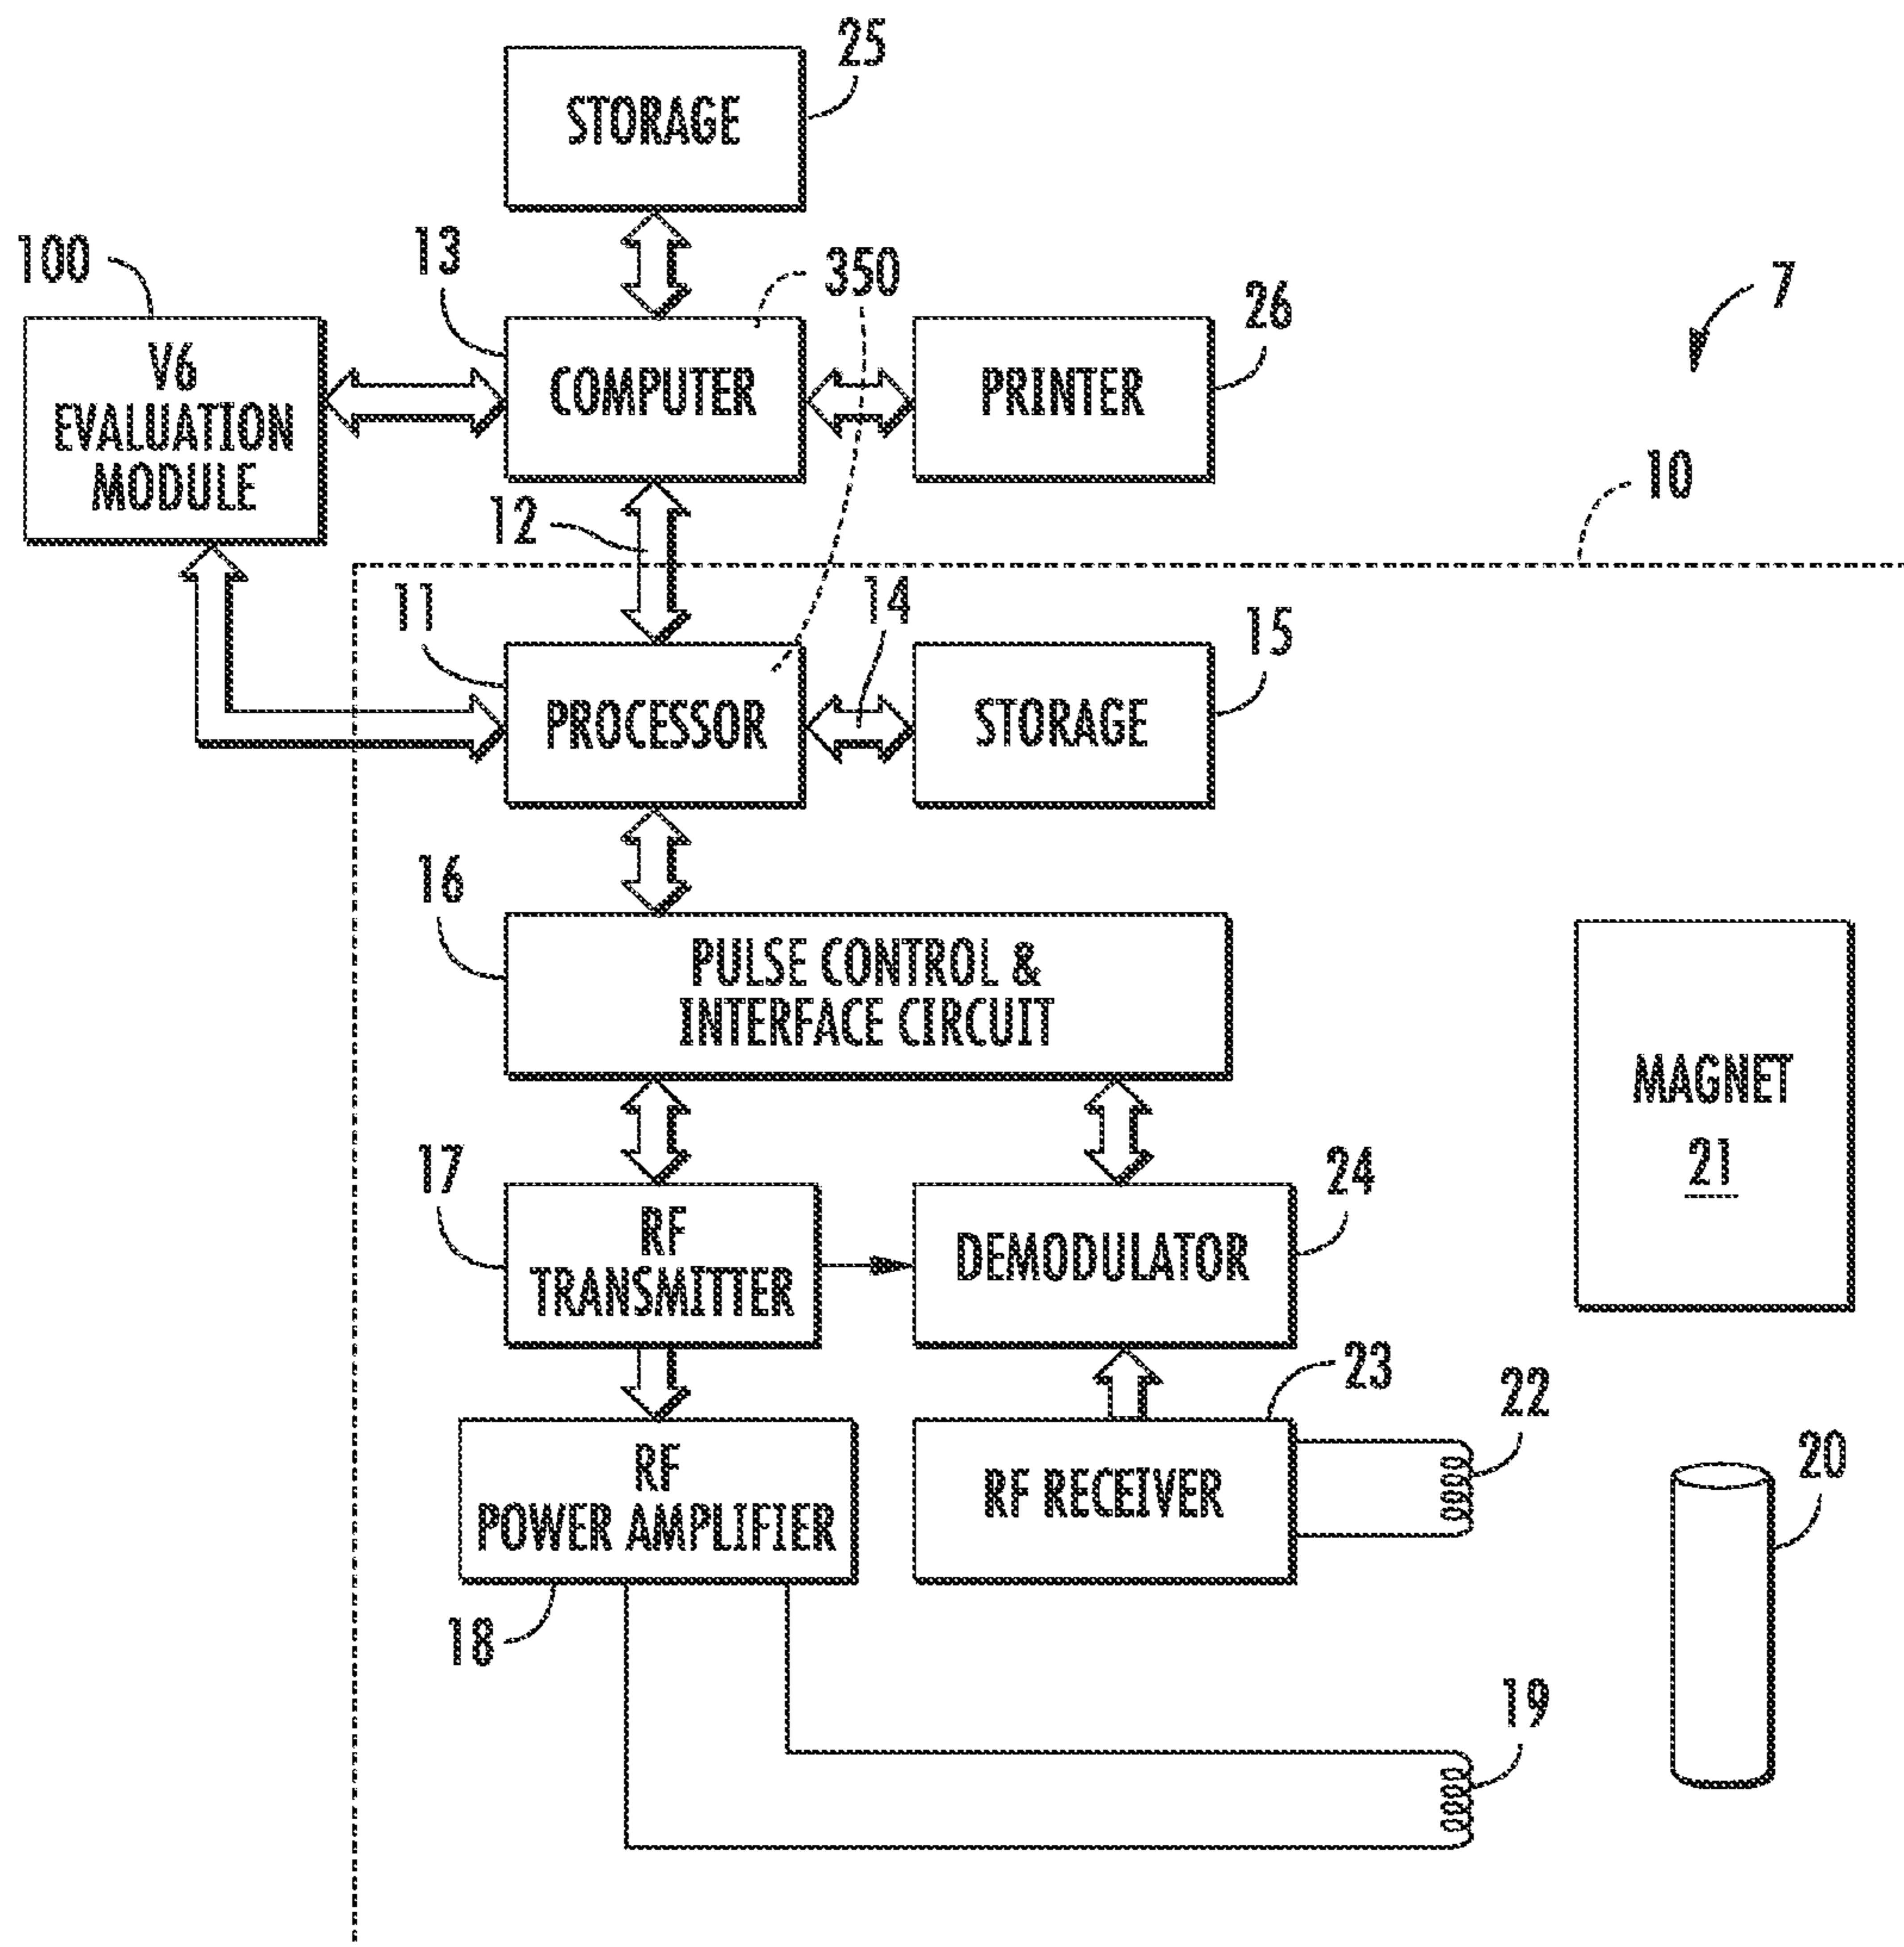 25
STORAGE
13
350
100
7
26
V6
EVALUATION
MODULE
COMPUTER
PRINTER
10
12
11
14
15
PROCESSOR
STORAGE
16
PULSE CONTROL &
INTERFACE CIRCUIT
MAGNET
21
17
24
RF
TRANSMITTER
DEMODULATOR
23
22
20
RF
POWER AMPLIFIER
RF RECEIVER
18
19